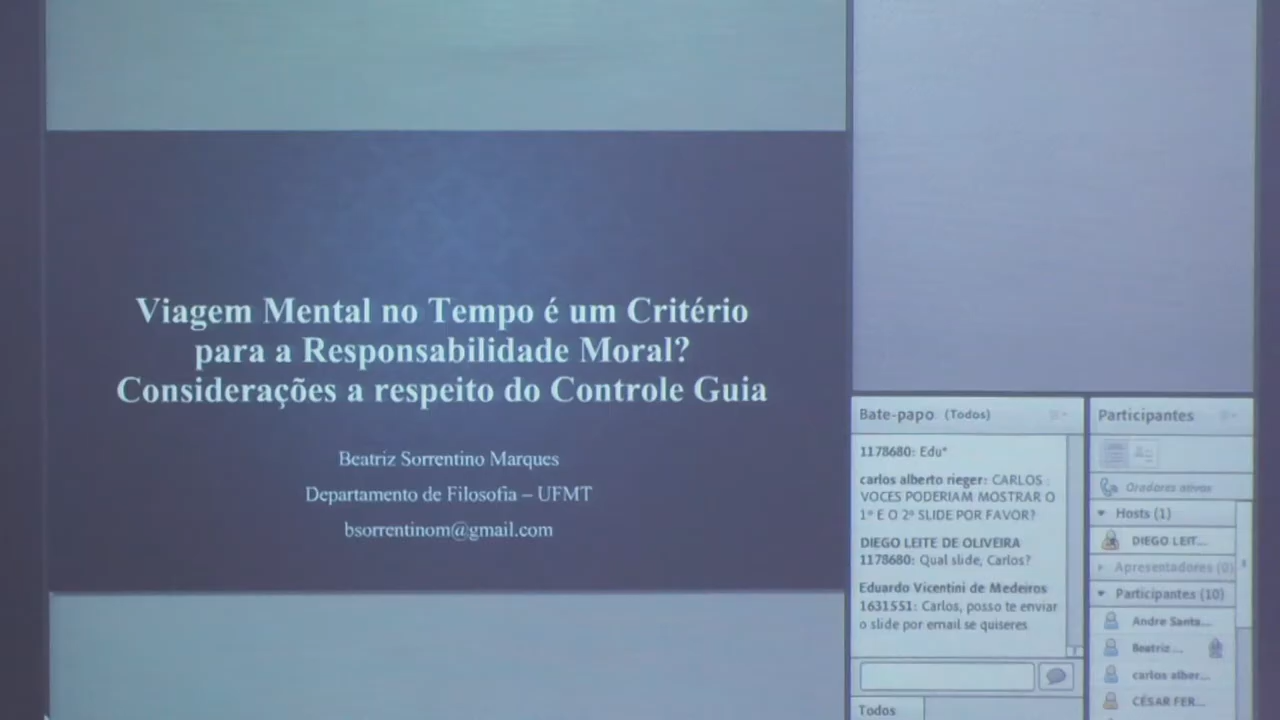 Viagem Mental no Tempo é um Critério
para a Responsabilidade Moral?
Considerações a respeito do Controle Guia
Beatriz Sorrentino Marques
Departamento de Filosofia – UFMT
bsorrentinom@gmail.com
Bate-papo (Todos)
1178680: Edu*
carlos alberto rieger: CARLOS :
VOCES PODERIAM MOSTRAR O
1º E O 2º SLIDE POR FAVOR?
DIEGO LEITE DE OLIVEIRA
1178680: Qual slide, Carlos?
Eduardo Vicentini de Medeiros
1631551: Carlos, posso te enviar
o slide por email se quiseres
Todos
Participantes
Oradores ativos
Hosts (1)
DIEGO LEIT...
Apresentadores (0)
Participantes (10)
Andre Santa...
Beatriz ...
carlos alber...
CÉSAR FER...